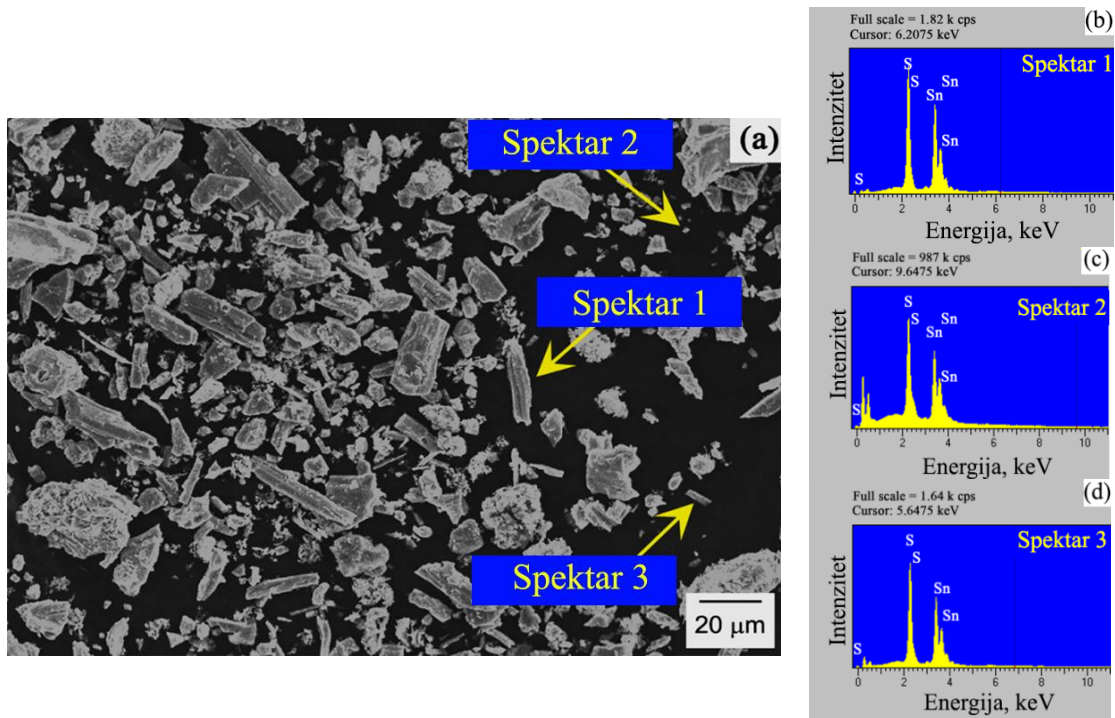 (a)
Spektar 2
Spektar 1
Spektar 3
20 μm
Full scale = 1.82 k cps
Cursor: 6.2075 keV
(b)
Spektar 1
Intenzitet
S
S
Sn
Sn
Sn
S
0 2 4 6 8 10
Energija, keV
Full scale = 987 k cps
Cursor: 9.6475 keV
(c)
Spektar 2
Intenzitet
S
S
Sn
Sn
Sn
S
0 2 4 6 8 10
Energija, keV
Full scale = 1.64 k cps
Cursor: 5.6475 keV
(d)
Spektar 3
Intenzitet
S
S
Sn
Sn
S
0 2 4 6 8 10
Energija, keV